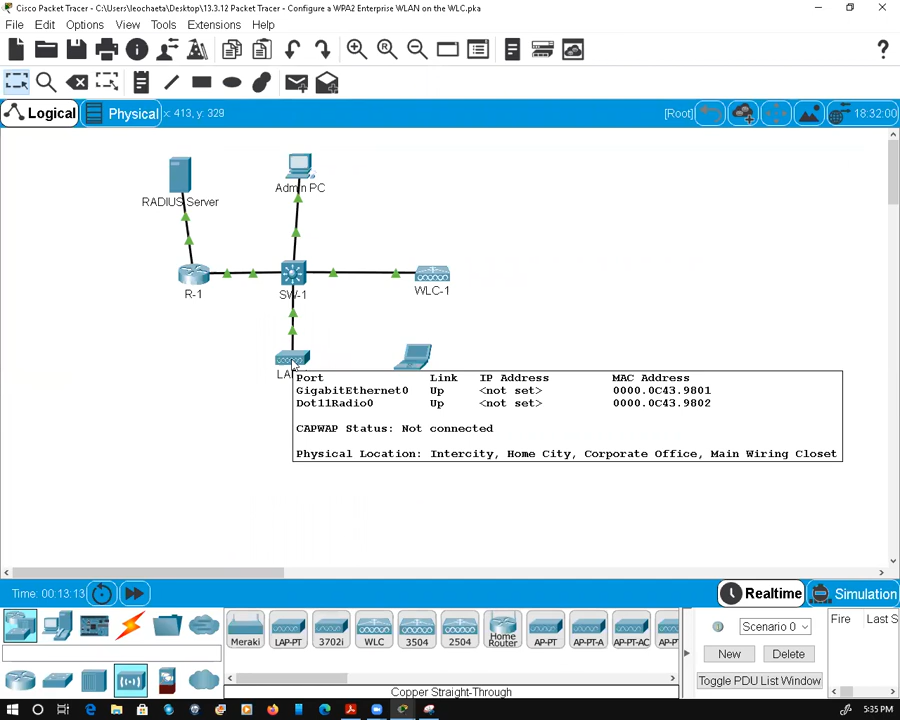 Cisco Packet Tracer - C:\Users\leochaeta\Desktop\13.3.12 Packet Tracer - Configure a WPA2 Enterprise WLAN on the WLC.pka
File Edit Options View Tools Extensions Help
Logical Physical x: 413, y: 329 [Root] 18:32:00
RADIUS Server
Admin PC
R-1
SW-1
WLC-1
LA
Port Link IP Address MAC Address
GigabitEthernet0 Up <not set> 0000.0C43.9801
Dot11Radio0 Up <not set> 0000.0C43.9802
CAPWAP Status: Not connected
Physical Location: Intercity, Home City, Corporate Office, Main Wiring Closet
Time: 00:13:13 Realtime Simulation
Meraki LAP-PT 3702i WLC 3504 2504 Home Router AP-PT AP-PT-A AP-PT-AC AP-PT
Scenario 0
Fire Last S
New Delete
Toggle PDU List Window
Copper Straight-Through
5:35 PM